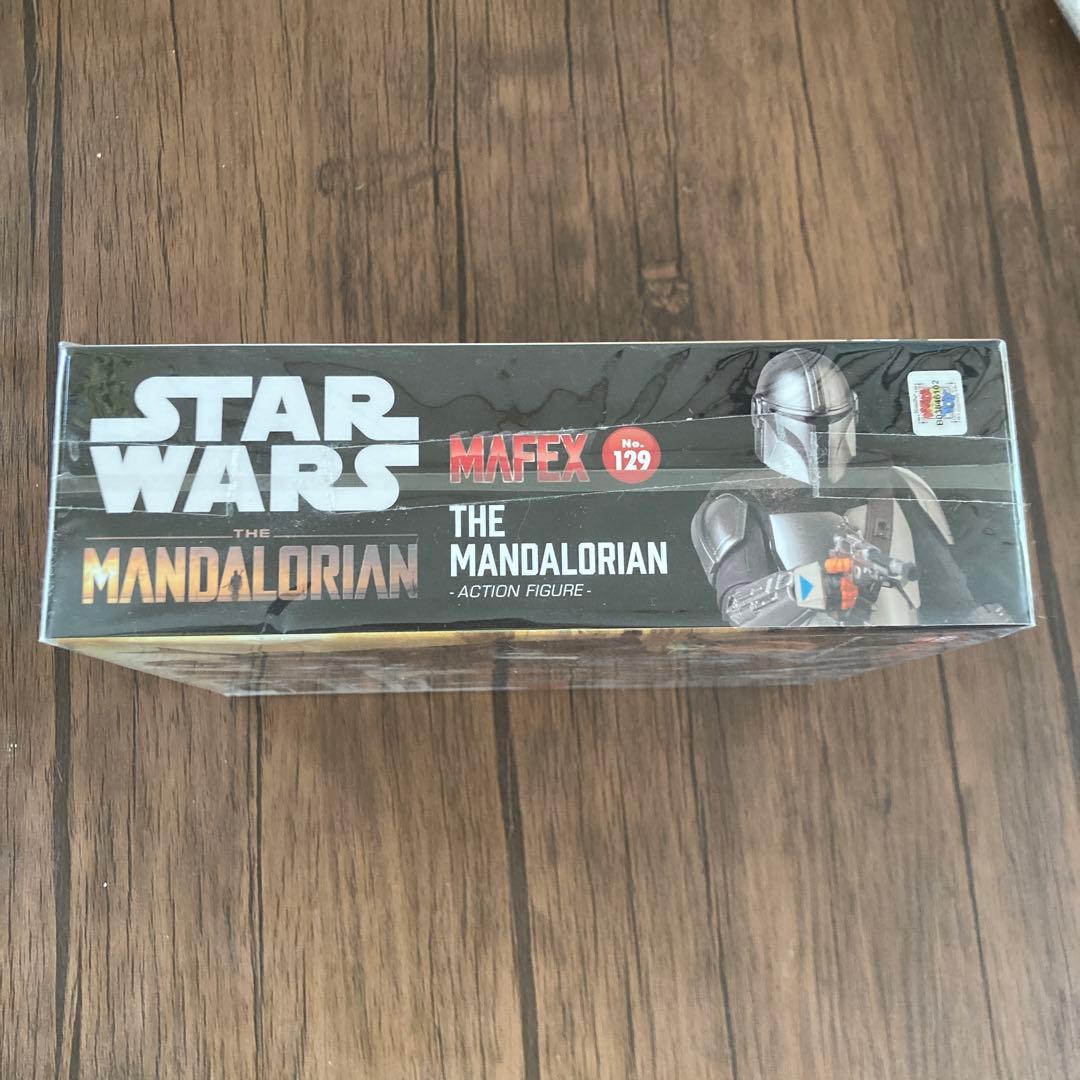 STAR
WARS
THE
MANDALORIAN
MAFEX No. 129
THE
MANDALORIAN
- ACTION FIGURE -